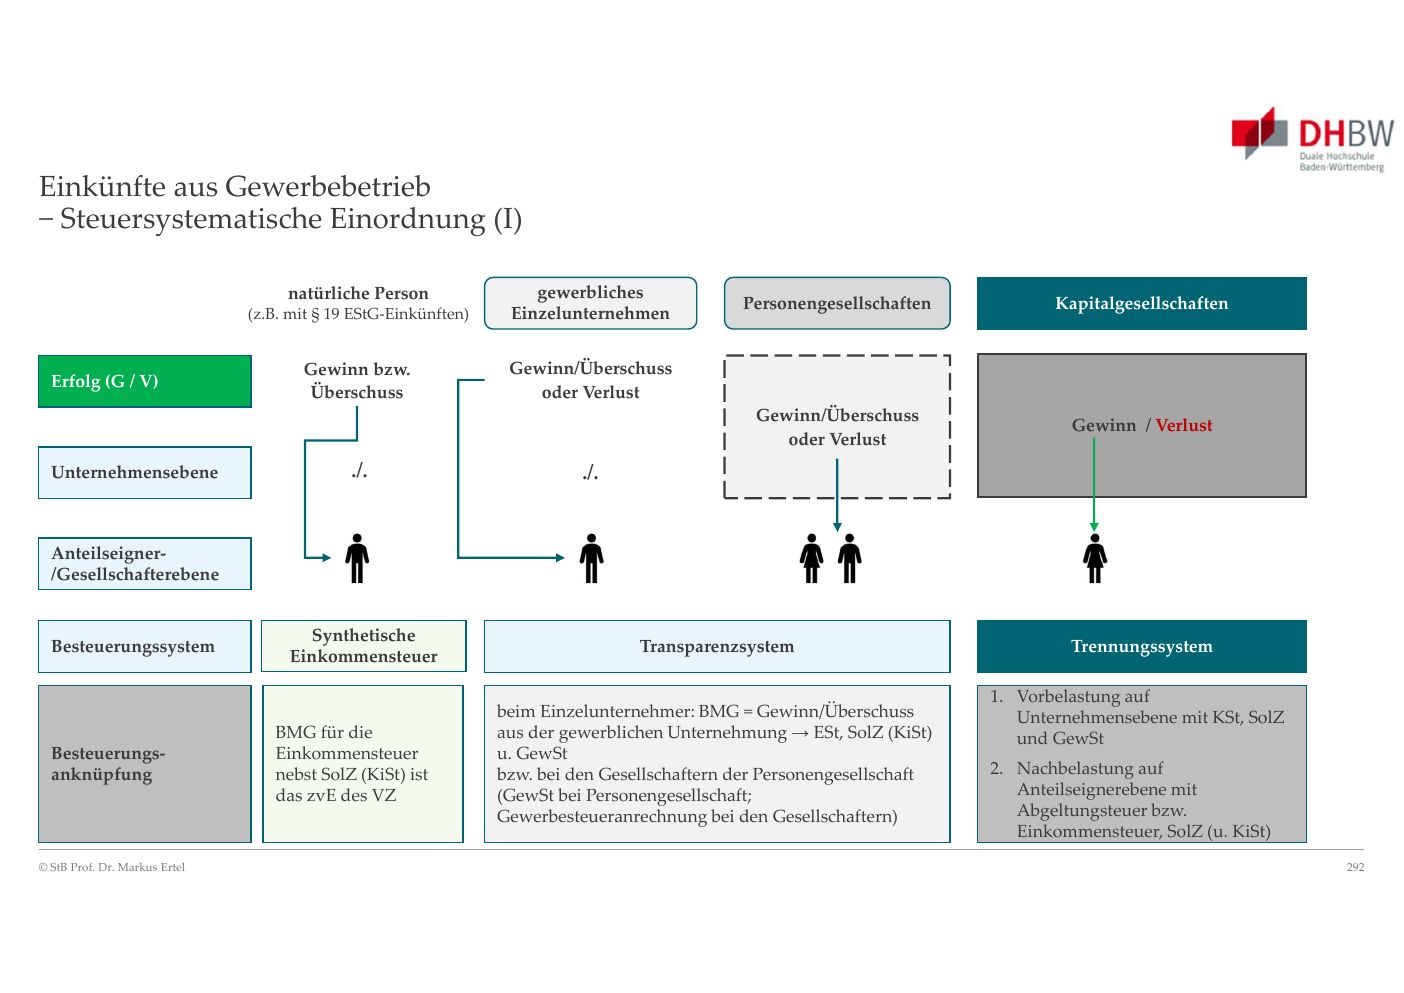 DHBW
Duale Hochschule
Baden-Württemberg
Einkünfte aus Gewerbebetrieb
– Steuersystematische Einordnung (I)
natürliche Person
(z.B. mit § 19 EStG-Einkünften)
gewerbliches
Einzelunternehmen
Personengesellschaften
Kapitalgesellschaften
Erfolg (G / V)
Gewinn bzw.
Überschuss
Gewinn/Überschuss
oder Verlust
Gewinn/Überschuss
oder Verlust
Gewinn / Verlust
Unternehmensebene
./.
./.
Anteilseigner-
/Gesellschafterebene
Besteuerungssystem
Synthetische
Einkommensteuer
Transparenzsystem
Trennungssystem
Besteuerungs-
anknüpfung
BMG für die
Einkommensteuer
nebst SolZ (KiSt) ist
das zvE des VZ
beim Einzelunternehmer: BMG = Gewinn/Überschuss
aus der gewerblichen Unternehmung → ESt, SolZ (KiSt)
u. GewSt
bzw. bei den Gesellschaftern der Personengesellschaft
(GewSt bei Personengesellschaft;
Gewerbesteueranrechnung bei den Gesellschaftern)
1. Vorbelastung auf
Unternehmensebene mit KSt, SolZ
und GewSt
2. Nachbelastung auf
Anteilseignerebene mit
Abgeltungsteuer bzw.
Einkommensteuer, SolZ (u. KiSt)
© StB Prof. Dr. Markus Ertel
292